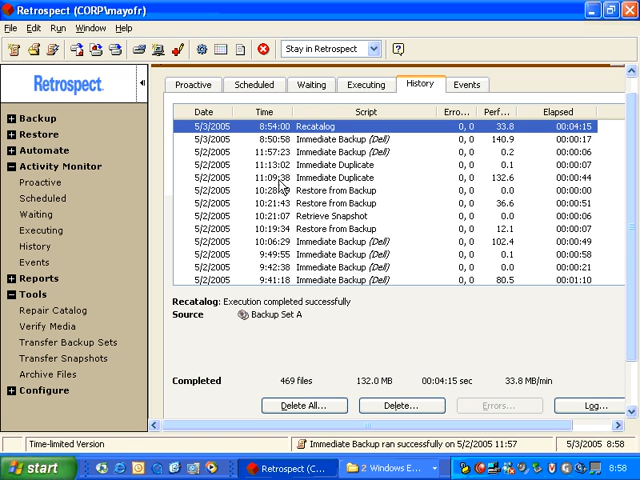 Retrospect (CORP\mayofr)
File Edit Run Window Help
Stay in Retrospect
Retrospect.
Backup
Restore
Automate
Activity Monitor
Proactive
Scheduled
Waiting
Executing
History
Events
Reports
Tools
Repair Catalog
Verify Media
Transfer Backup Sets
Transfer Snapshots
Archive Files
Configure
Proactive Scheduled Waiting Executing History Events
Date Time Script Erro... Perf... Elapsed
5/3/2005 8:54:00 Recatalog 0, 0 33.8 00:04:15
5/3/2005 8:50:58 Immediate Backup (Dell) 0, 0 140.9 00:00:17
5/2/2005 11:57:23 Immediate Backup (Dell) 0, 0 0.2 00:00:06
5/2/2005 11:13:02 Immediate Duplicate 0, 0 0.1 00:00:07
5/2/2005 11:09:38 Immediate Duplicate 0, 0 132.6 00:00:44
5/2/2005 Restore from Backup 0, 0 0.0 00:00:00
5/2/2005 10:21:43 Restore from Backup 0, 0 36.6 00:00:51
5/2/2005 10:21:07 Retrieve Snapshot 0, 0 0.0 00:00:06
5/2/2005 10:19:34 Restore from Backup 0, 0 12.1 00:00:07
5/2/2005 10:06:29 Immediate Backup (Dell) 0, 0 102.4 00:00:49
5/2/2005 9:49:55 Immediate Backup (Dell) 0, 0 0.1 00:00:58
5/2/2005 9:42:38 Immediate Backup (Dell) 0, 0 0.0 00:00:21
5/2/2005 9:41:18 Immediate Backup (Dell) 0, 0 80.5 00:01:10
Recatalog: Execution completed successfully
Source Backup Set A
Completed 469 files 132.0 MB 00:04:15 sec 33.8 MB/min
Delete All... Delete... Errors... Log...
Time-limited Version Immediate Backup ran successfully on 5/2/2005 11:57 5/3/2005 8:58
start Retrospect (C... 2 Windows E... 8:58